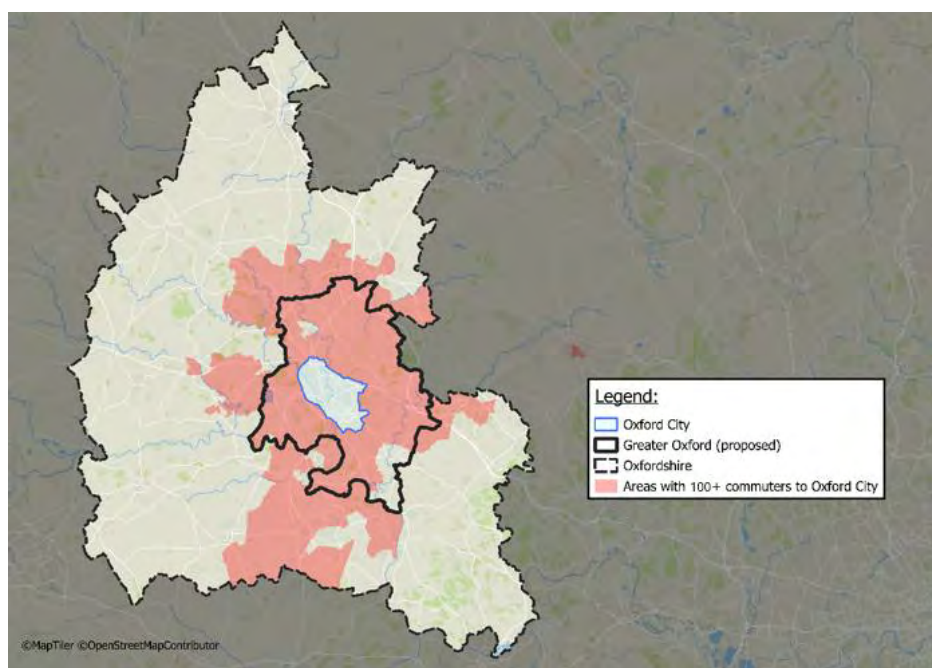 Legend:
Oxford City
Greater Oxford (proposed)
Oxfordshire
Areas with 100+ commuters to Oxford City
©MapTiler ©OpenStreetMapContributor